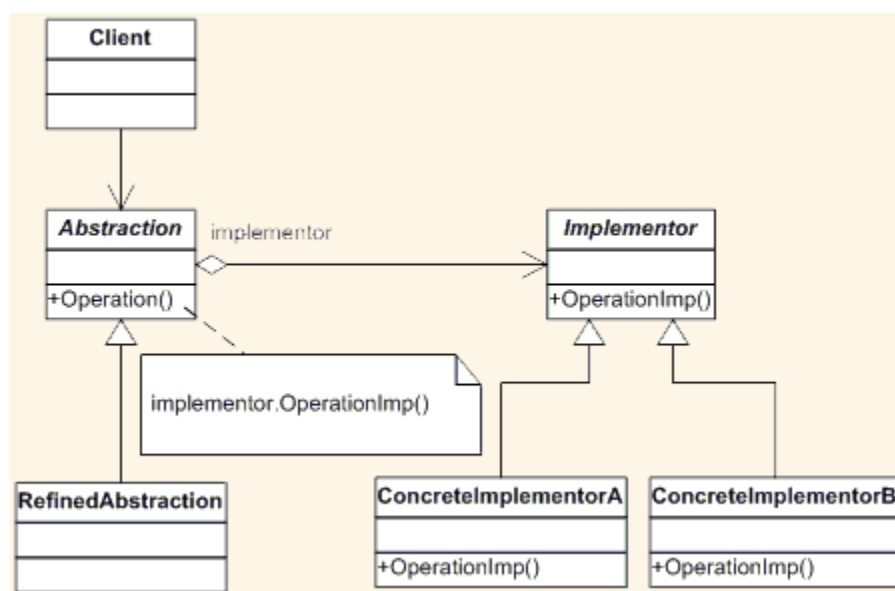 Client
Abstraction
implementor
Implementor
+Operation()
+OperationImp()
implementor.OperationImp()
RefinedAbstraction
ConcreteImplementorA
ConcreteImplementorB
+OperationImp()
+OperationImp()